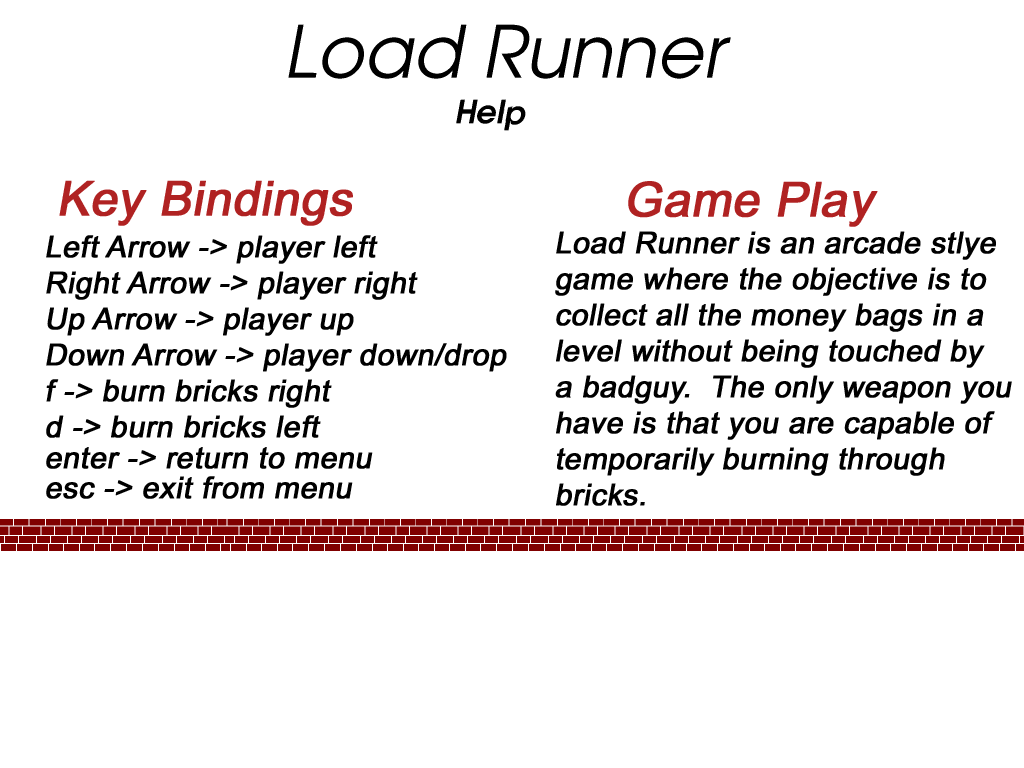 Load Runner
Help
Key Bindings
Left Arrow -> player left
Right Arrow -> player right
Up Arrow -> player up
Down Arrow -> player down/drop
f -> burn bricks right
d -> burn bricks left
enter -> return to menu
esc -> exit from menu
Game Play
Load Runner is an arcade stlye
game where the objective is to
collect all the money bags in a
level without being touched by
a badguy.  The only weapon you
have is that you are capable of
temporarily burning through
bricks.